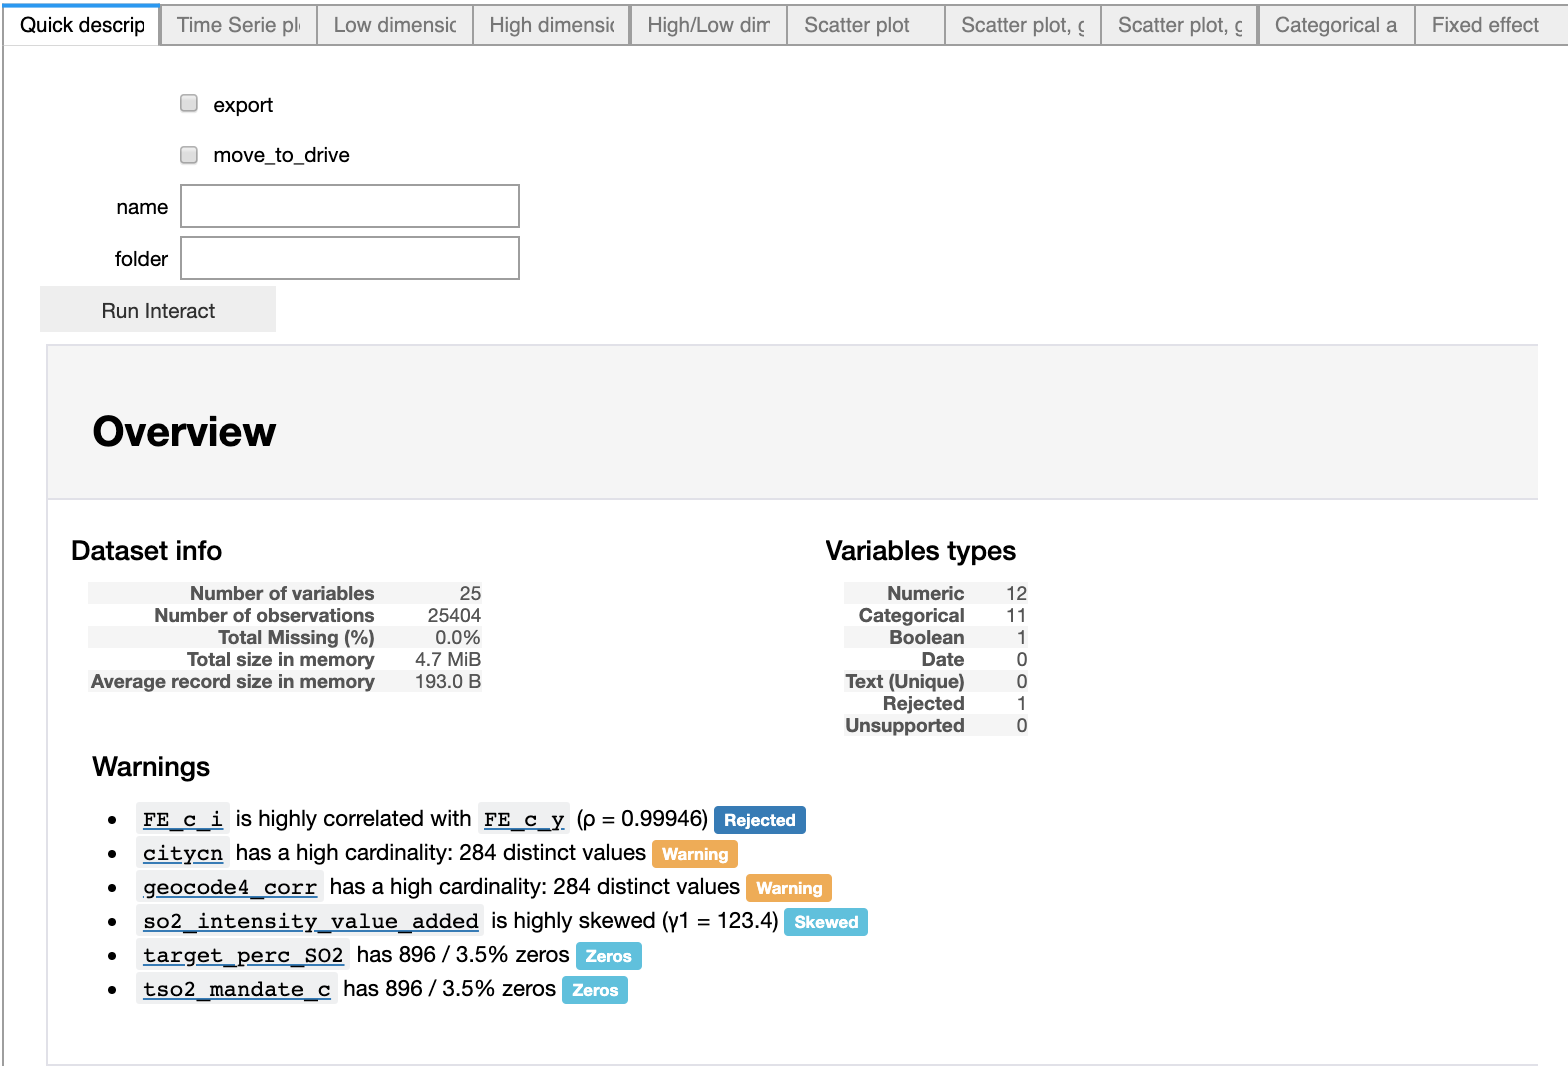 Quick descrip Time Serie pl Low dimensic High dimensic High/Low dim Scatter plot Scatter plot, g Scatter plot, g Categorical a Fixed effect
export
move_to_drive
name
folder
Run Interact
Overview
Dataset info Variables types
Number of variables 25 Numeric 12
Number of observations 25404 Categorical 11
Total Missing (%) 0.0% Boolean 1
Total size in memory 4.7 MiB Date 0
Average record size in memory 193.0 B Text (Unique) 0
Rejected 1
Unsupported 0
Warnings
• FE_c_i is highly correlated with FE_c_y (ρ = 0.99946) Rejected
• citycn has a high cardinality: 284 distinct values Warning
• geocode4_corr has a high cardinality: 284 distinct values Warning
• so2_intensity_value_added is highly skewed (γ1 = 123.4) Skewed
• target_perc_SO2 has 896 / 3.5% zeros Zeros
• tso2_mandate_c has 896 / 3.5% zeros Zeros